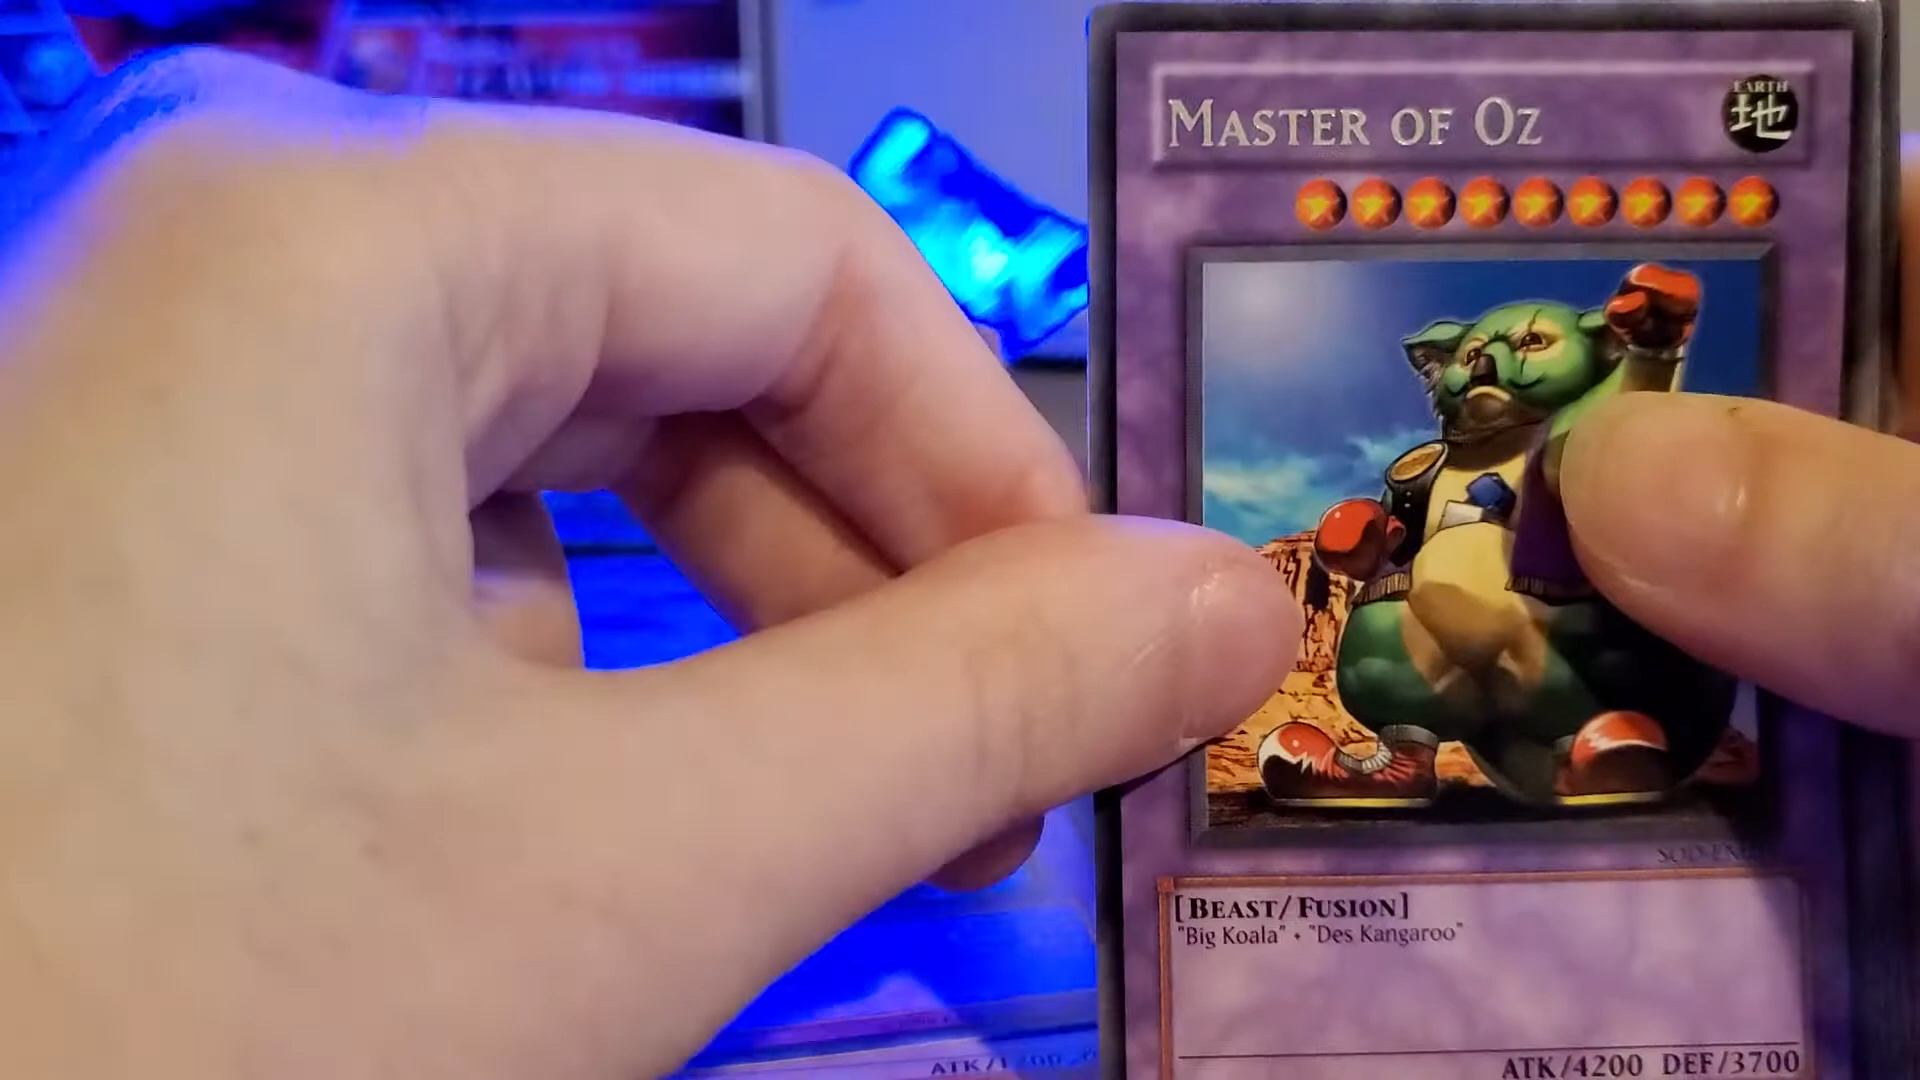 MASTER OF OZ
EARTH
地
[BEAST/FUSION]
"Big Koala" • "Des Kangaroo"
ATK/4200 DEF/3700